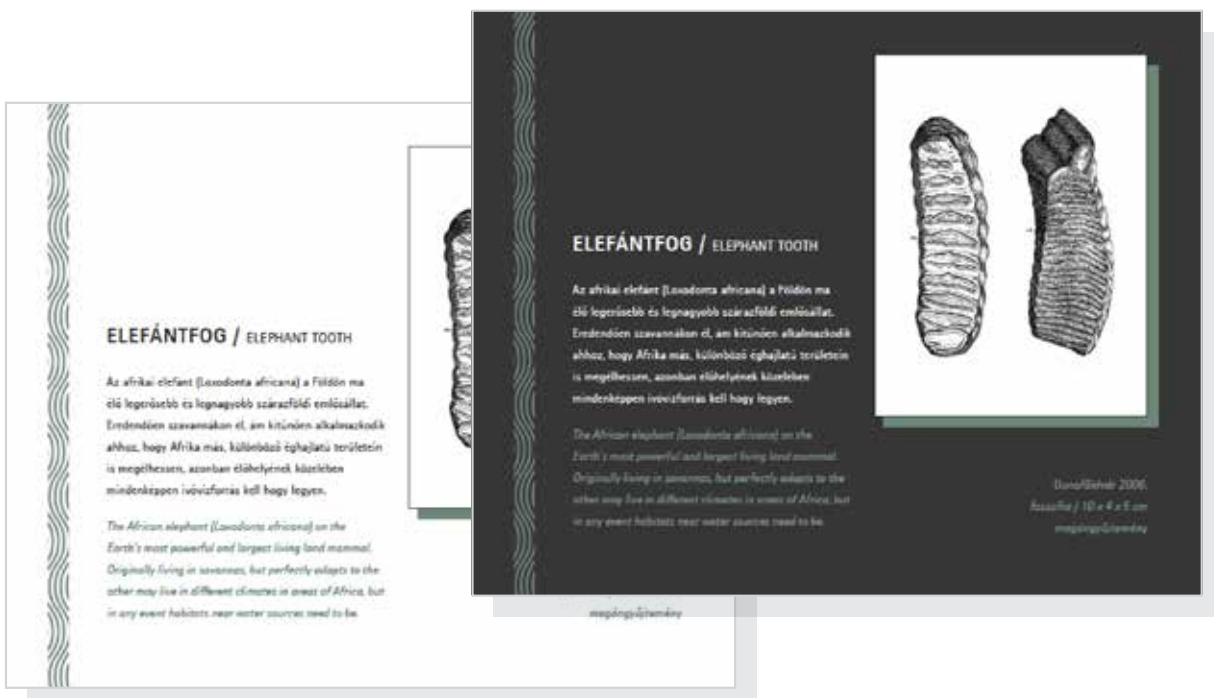 ELEFÁNTFOG / ELEPHANT TOOTH
Az afrikai elefánt (Loxodonta africana) a Földön ma
élő legerősebb és legnagyobb szárazföldi emlősállat.
Eredendően szavannákon él, ám kitűnően alkalmazkodik
ahhoz, hogy Afrika más, különböző éghajlatú területein
is megélhessen, azonban élőhelyének közelében
mindenképpen ivóvízforrás kell hogy legyen.
The African elephant (Loxodonta africana) on the
Earth's most powerful and largest living land mammal.
Originally living in savannas, but perfectly adapts to the
other may live in different climates in areas of Africa, but
in any event habitats near water sources need to be.
magángyűjtemény
ELEFÁNTFOG / ELEPHANT TOOTH
Az afrikai elefánt (Loxodonta africana) a Földön ma
élő legerősebb és legnagyobb szárazföldi emlősállat.
Eredendően szavannákon él, ám kitűnően alkalmazkodik
ahhoz, hogy Afrika más, különböző éghajlatú területein
is megélhessen, azonban élőhelyének közelében
mindenképpen ivóvízforrás kell hogy legyen.
The African elephant (Loxodonta africana) on the
Earth's most powerful and largest living land mammal.
Originally living in savannas, but perfectly adapts to the
other may live in different climates in areas of Africa, but
in any event habitats near water sources need to be.
Dunaföldvár 2006.
/ 10 x 4 x 5 cm
magángyűjtemény